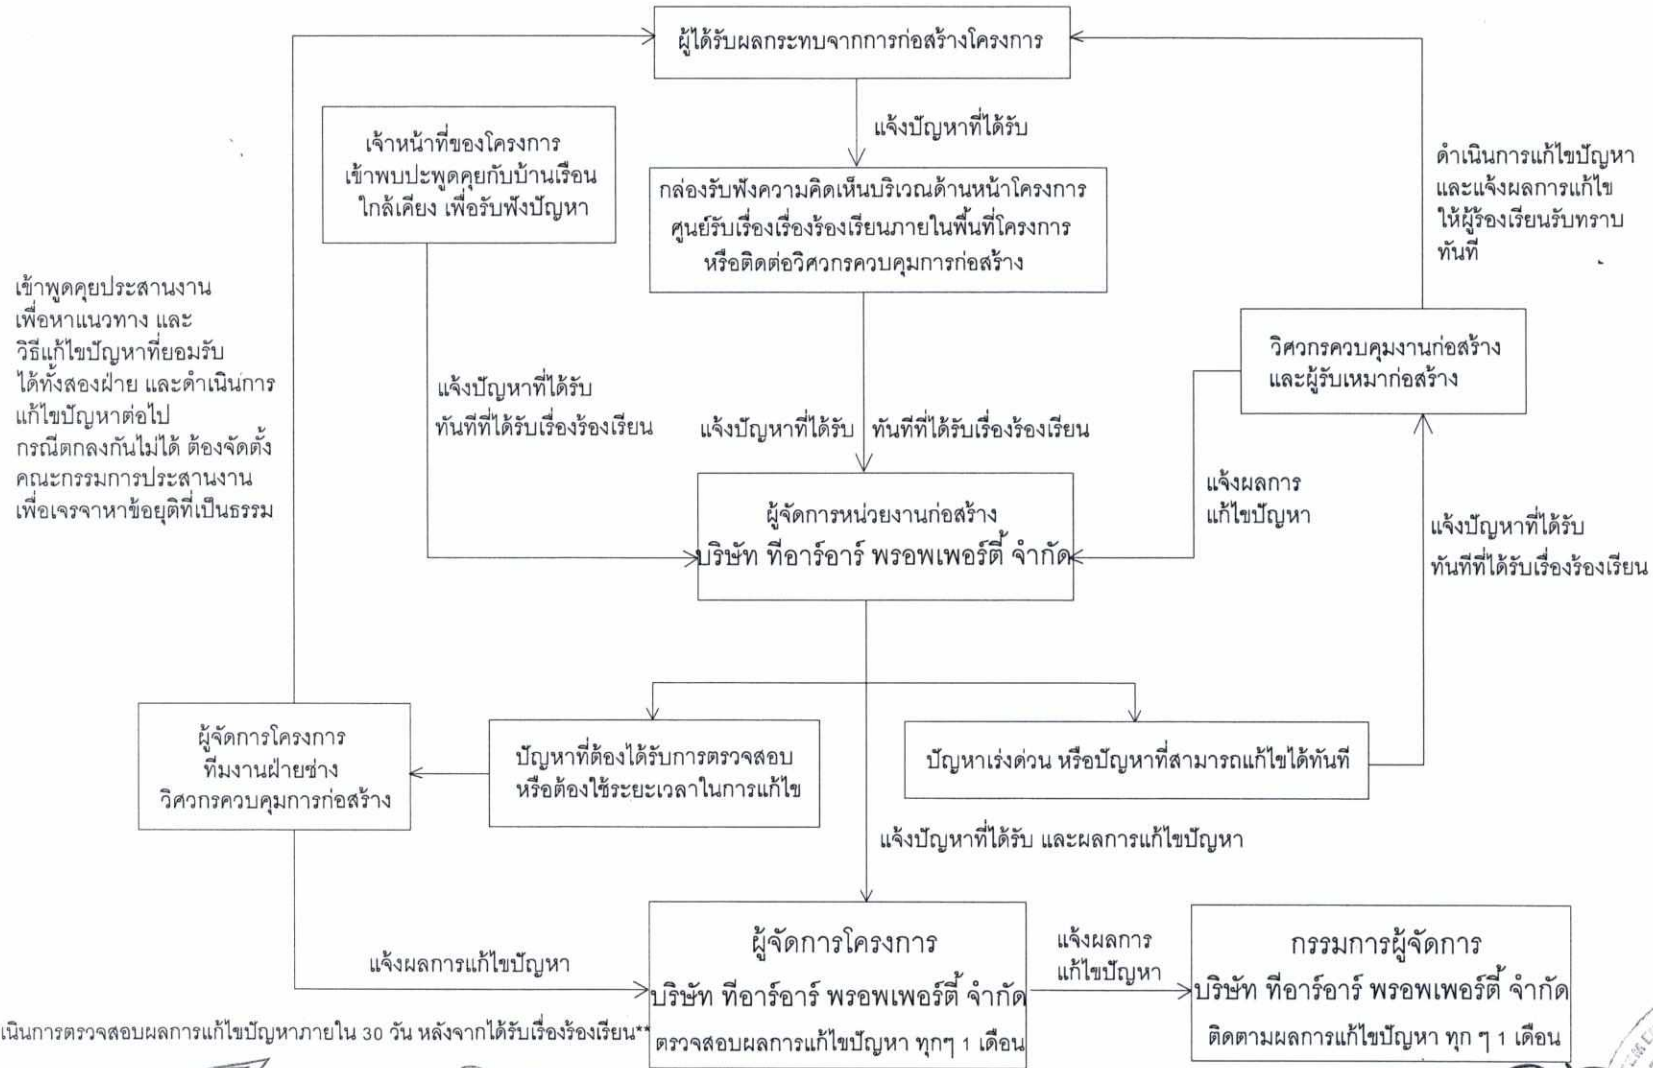 ผู้ได้รับผลกระทบจากการก่อสร้างโครงการ
แจ้งปัญหาที่ได้รับ
เจ้าหน้าที่ของโครงการ
เข้าพบปะพูดคุยกับบ้านเรือน
ใกล้เคียง เพื่อรับฟังปัญหา
กล่องรับฟังความคิดเห็นบริเวณด้านหน้าโครงการ
ศูนย์รับเรื่องเรื่องร้องเรียนภายในพื้นที่โครงการ
หรือติดต่อวิศวกรควบคุมการก่อสร้าง
ดำเนินการแก้ไขปัญหา
และแจ้งผลการแก้ไข
ให้ผู้ร้องเรียนรับทราบ
ทันที
เข้าพูดคุยประสานงาน
เพื่อหาแนวทาง และ
วิธีแก้ไขปัญหาที่ยอมรับ
ได้ทั้งสองฝ่าย และดำเนินการ
แก้ไขปัญหาต่อไป
กรณีตกลงกันไม่ได้ ต้องจัดตั้ง
คณะกรรมการประสานงาน
เพื่อเจรจาหาข้อยุติที่เป็นธรรม
วิศวกรควบคุมงานก่อสร้าง
และผู้รับเหมาก่อสร้าง
แจ้งปัญหาที่ได้รับ
ทันทีที่ได้รับเรื่องร้องเรียน
แจ้งปัญหาที่ได้รับ ทันทีที่ได้รับเรื่องร้องเรียน
แจ้งผลการ
แก้ไขปัญหา
แจ้งปัญหาที่ได้รับ
ทันทีที่ได้รับเรื่องร้องเรียน
ผู้จัดการหน่วยงานก่อสร้าง
บริษัท ทีอาร์อาร์ พรอพเพอร์ตี้ จำกัด
ผู้จัดการโครงการ
ทีมงานฝ่ายช่าง
วิศวกรควบคุมการก่อสร้าง
ปัญหาที่ต้องได้รับการตรวจสอบ
หรือต้องใช้ระยะเวลาในการแก้ไข
ปัญหาเร่งด่วน หรือปัญหาที่สามารถแก้ไขได้ทันที
แจ้งปัญหาที่ได้รับ และผลการแก้ไขปัญหา
แจ้งผลการแก้ไขปัญหา
ผู้จัดการโครงการ
บริษัท ทีอาร์อาร์ พรอพเพอร์ตี้ จำกัด
ตรวจสอบผลการแก้ไขปัญหา ทุกๆ 1 เดือน
แจ้งผลการ
แก้ไขปัญหา
กรรมการผู้จัดการ
บริษัท ทีอาร์อาร์ พรอพเพอร์ตี้ จำกัด
ติดตามผลการแก้ไขปัญหา ทุก ๆ 1 เดือน
เนินการตรวจสอบผลการแก้ไขปัญหาภายใน 30 วัน หลังจากได้รับเรื่องร้องเรียน**